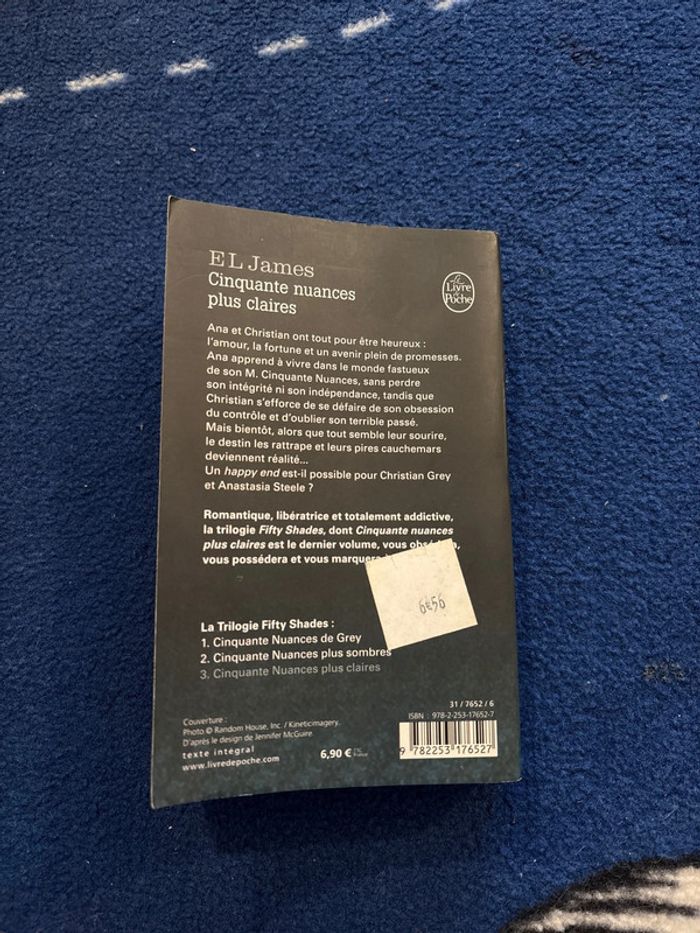 E L James
Cinquante nuances
plus claires
Le
Livre
de
Poche
Ana et Christian ont tout pour être heureux :
l'amour, la fortune et un avenir plein de promesses.
Ana apprend à vivre dans le monde fastueux
de son M. Cinquante Nuances, sans perdre
son intégrité ni son indépendance, tandis que
Christian s'efforce de se défaire de son obsession
du contrôle et d'oublier son terrible passé.
Mais bientôt, alors que tout semble leur sourire,
le destin les rattrape et leurs pires cauchemars
deviennent réalité...
Un happy end est-il possible pour Christian Grey
et Anastasia Steele ?
Romantique, libératrice et totalement addictive,
la trilogie Fifty Shades, dont Cinquante nuances
plus claires est le dernier volume, vous
vous possédera et vous
6€56
La Trilogie Fifty Shades :
1. Cinquante Nuances de Grey
2. Cinquante Nuances plus sombres
3. Cinquante Nuances plus claires
Couverture :
Photo © Random House, Inc. / Kineticimagery.
D'après le design de Jennifer McGuire.
texte intégral
www.livredepoche.com
6,90 € TTC France
31 / 7652 / 6
ISBN : 978-2-253-17652-7
9 782253 176527